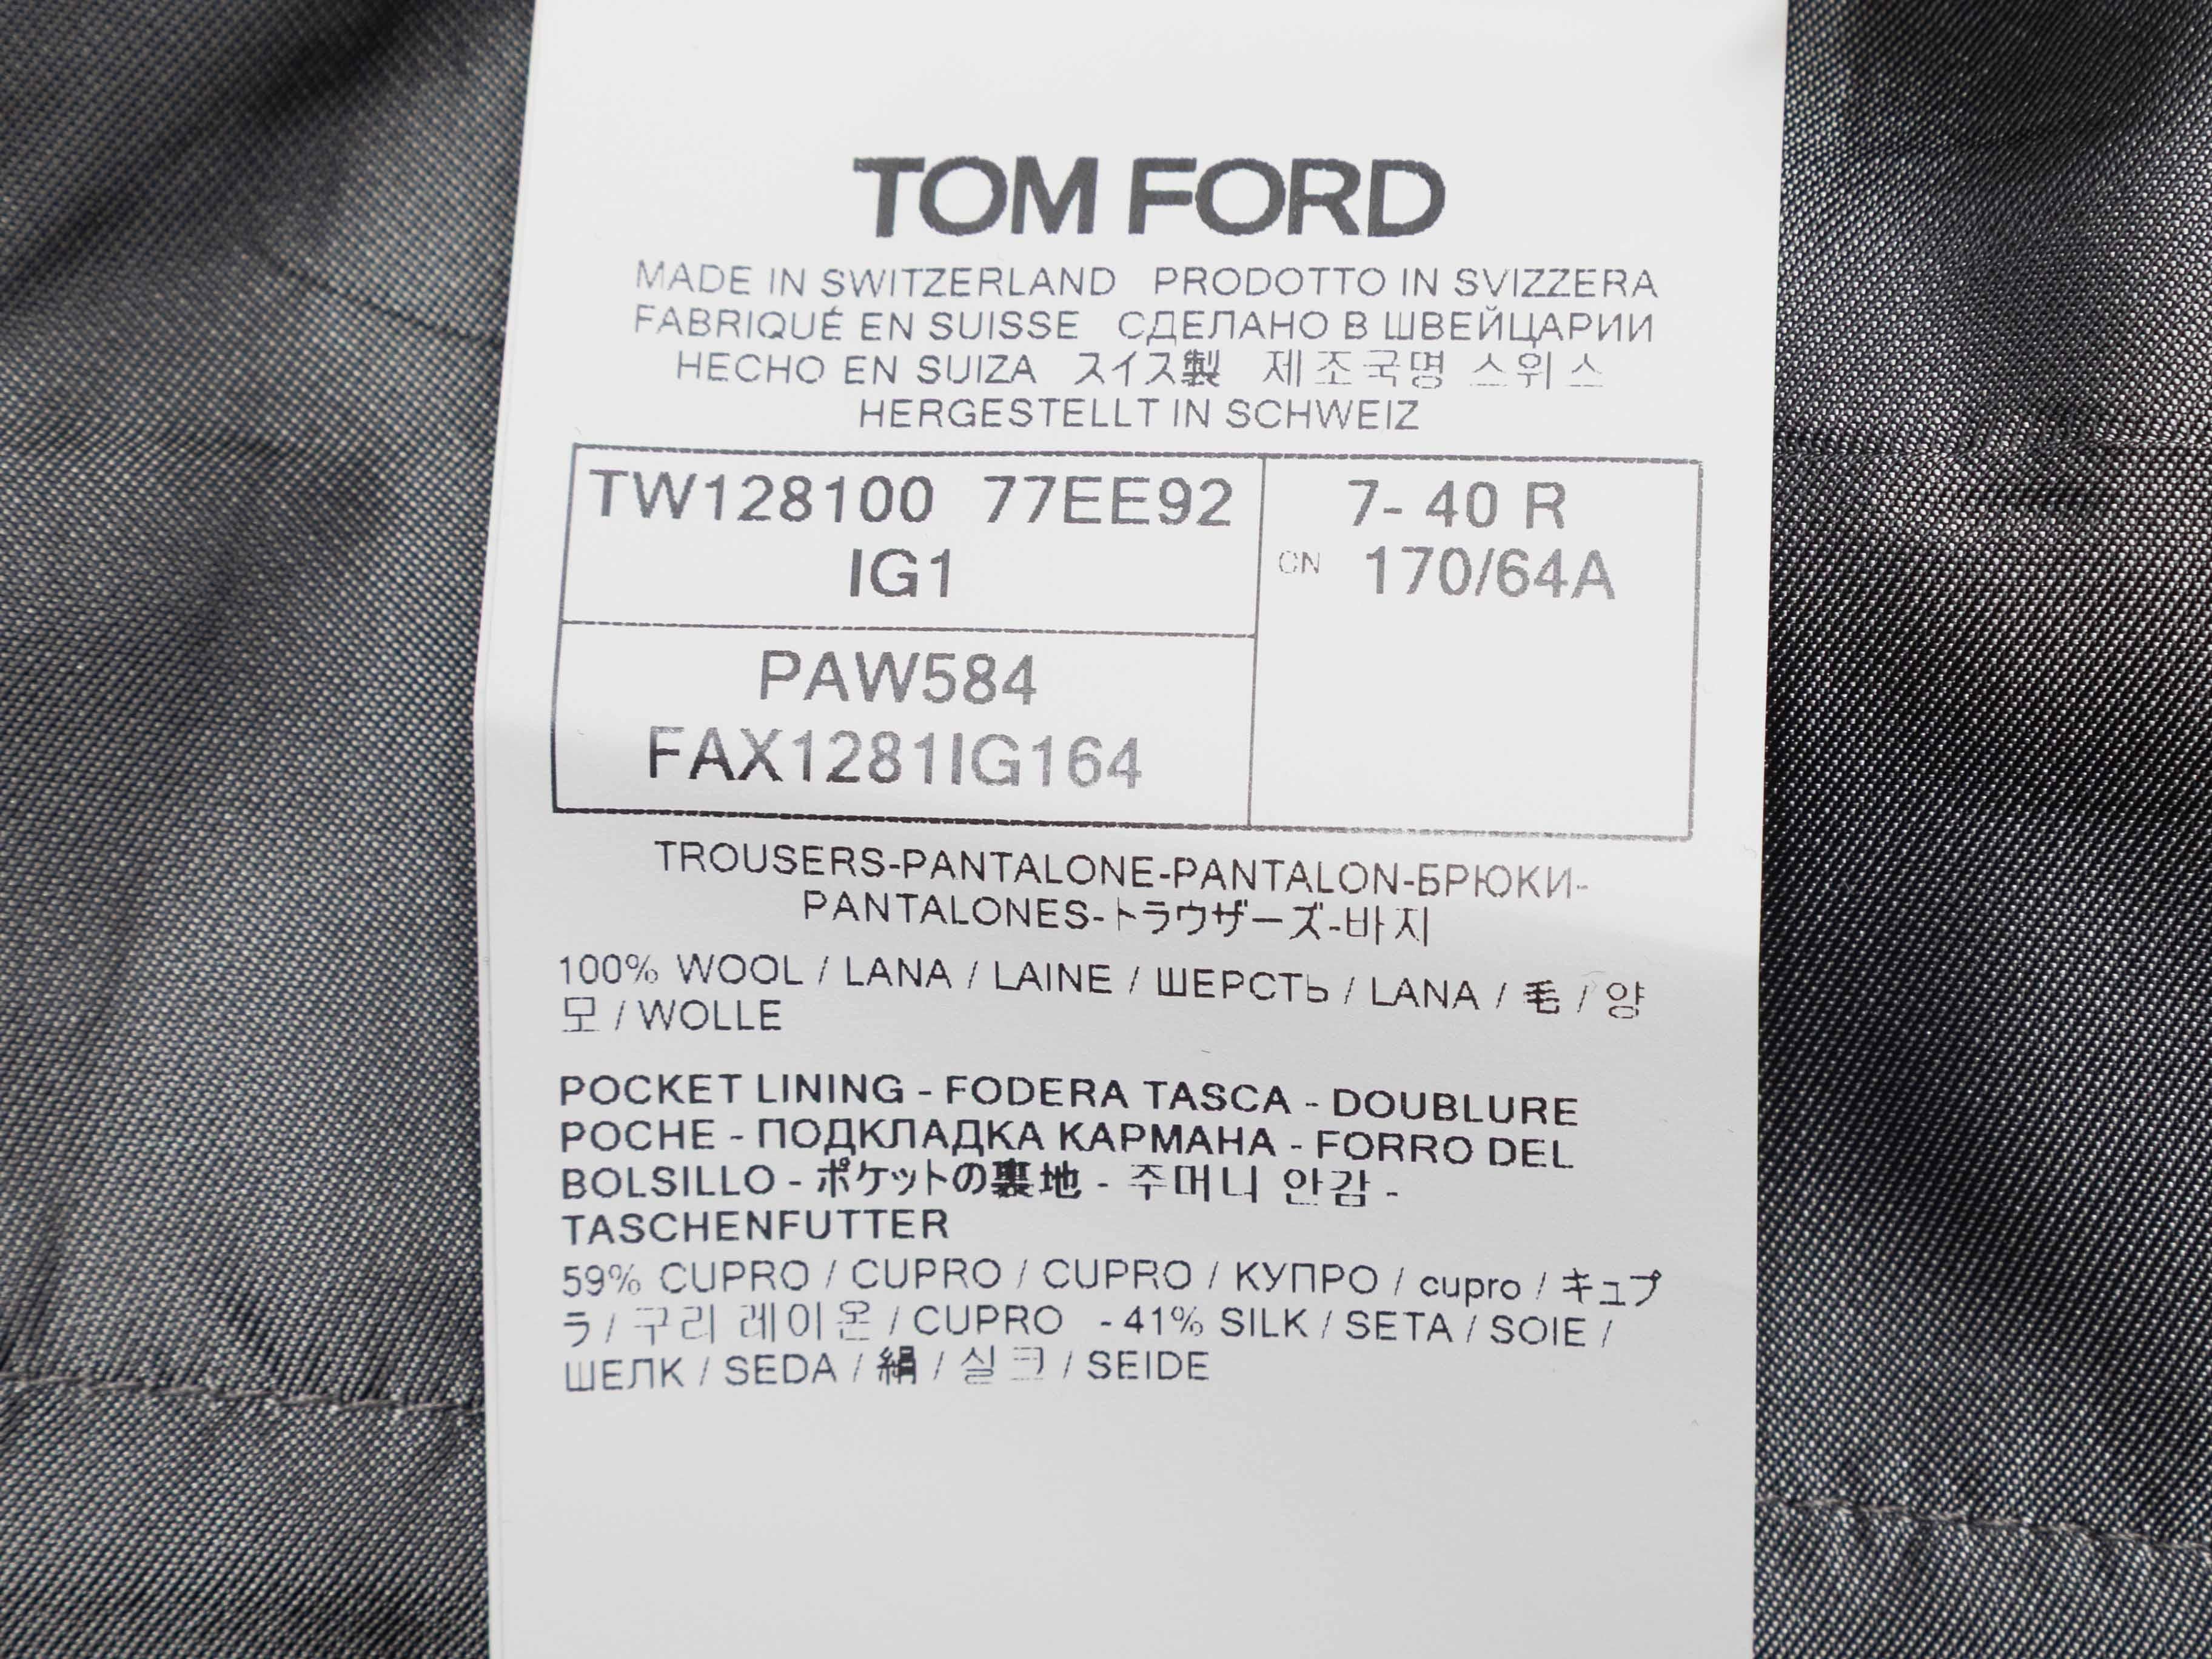 TOM FORD
MADE IN SWITZERLAND PRODOTTO IN SVIZZERA
FABRIQUÉ EN SUISSE СДЕЛАНО В ШВЕЙЦАРИИ
HECHO EN SUIZA スイス製 제조국명 스위스
HERGESTELLT IN SCHWEIZ
TW128100 77EE92 7- 40 R
IG1 CN 170/64A
PAW584
FAX1281IG164
TROUSERS-PANTALONE-PANTALON-БРЮКИ-
PANTALONES-トラウザーズ-바지
100% WOOL / LANA / LAINE / ШЕРСТЬ / LANA / 毛 / 양
모 / WOLLE
POCKET LINING - FODERA TASCA - DOUBLURE
POCHE - ПОДКЛАДКА КАРМАНА - FORRO DEL
BOLSILLO - ポケットの裏地 - 주머니 안감 -
TASCHENFUTTER
59% CUPRO / CUPRO / CUPRO / КУПРО / cupro / キュプ
ラ / 구리 레이온 / CUPRO - 41% SILK / SETA / SOIE /
ШЕЛК / SEDA / 絹 / 실크 / SEIDE